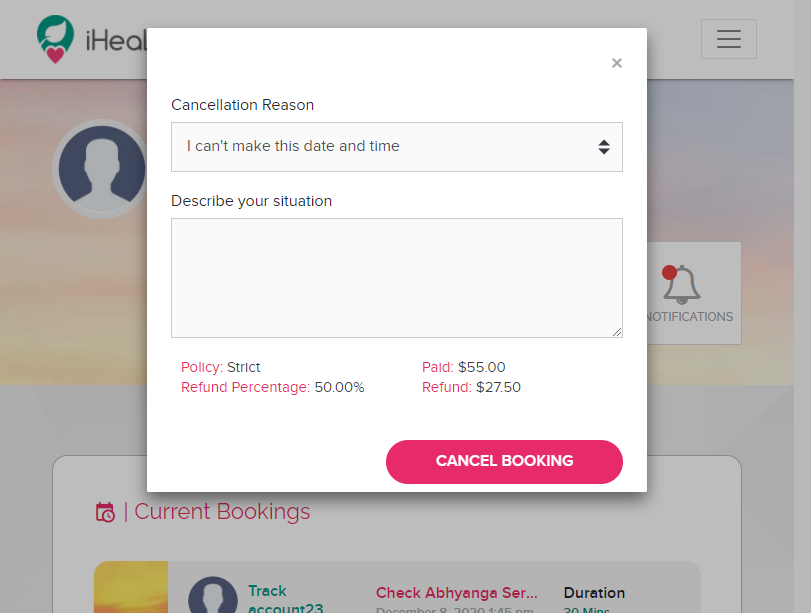 iHeal
×
Cancellation Reason
I can't make this date and time
Describe your situation
NOTIFICATIONS
Policy: Strict
Paid: $55.00
Refund Percentage: 50.00%
Refund: $27.50
CANCEL BOOKING
| Current Bookings
Track
Check Abhyanga Ser...
Duration
account23
December 8, 2020 1:45 pm
30 Mins